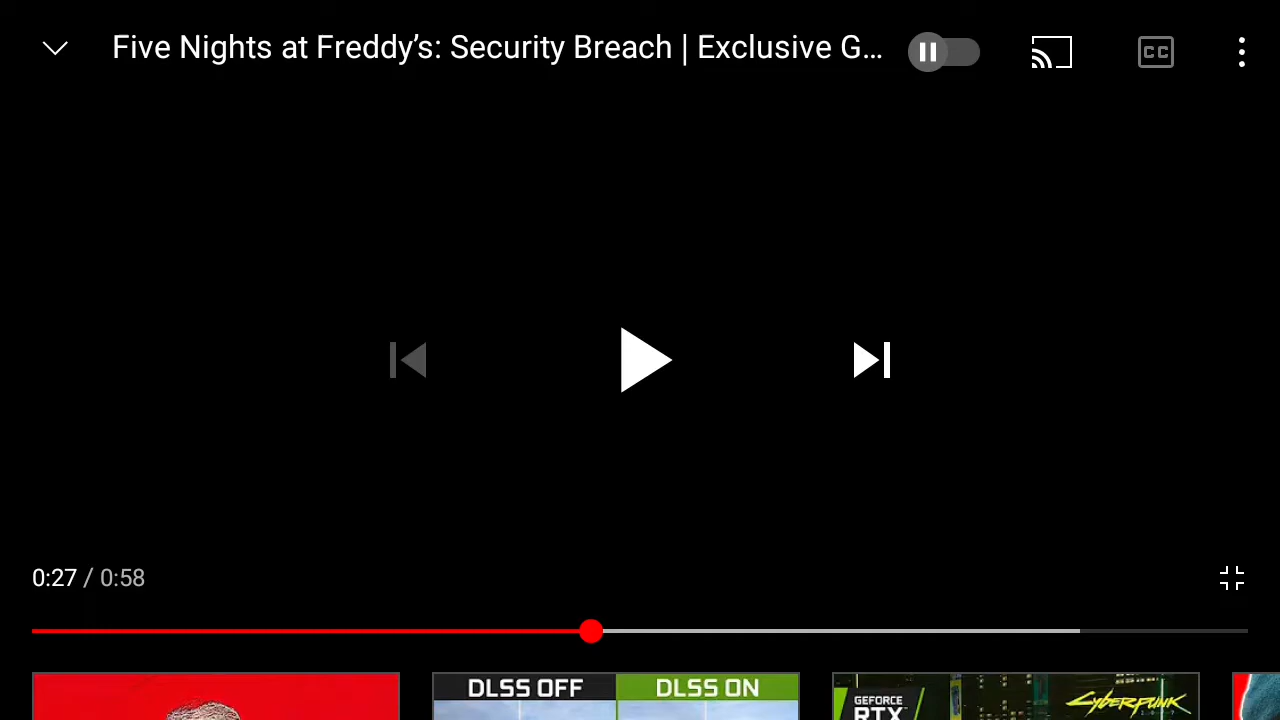 Five Nights at Freddy’s: Security Breach | Exclusive G...
CC
0:27 / 0:58
DLSS OFF DLSS ON
GEFORCE
RTX
CYBERPUNK